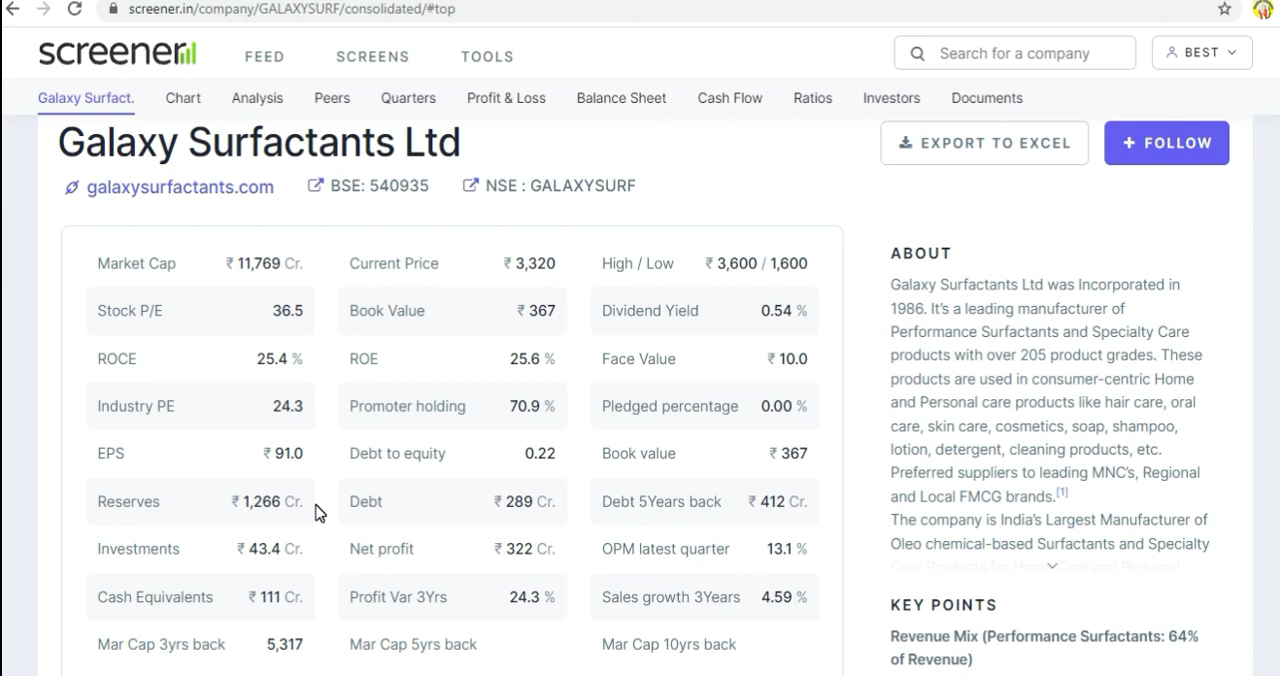 screener.in/company/GALAXYSURF/consolidated/#top
screener FEED SCREENS TOOLS Search for a company BEST
Galaxy Surfact. Chart Analysis Peers Quarters Profit & Loss Balance Sheet Cash Flow Ratios Investors Documents
Galaxy Surfactants Ltd
EXPORT TO EXCEL + FOLLOW
galaxysurfactants.com BSE: 540935 NSE : GALAXYSURF
Market Cap ₹ 11,769 Cr. Current Price ₹ 3,320 High / Low ₹ 3,600 / 1,600
Stock P/E 36.5 Book Value ₹ 367 Dividend Yield 0.54 %
ROCE 25.4 % ROE 25.6 % Face Value ₹ 10.0
Industry PE 24.3 Promoter holding 70.9 % Pledged percentage 0.00 %
EPS ₹ 91.0 Debt to equity 0.22 Book value ₹ 367
Reserves ₹ 1,266 Cr. Debt ₹ 289 Cr. Debt 5Years back ₹ 412 Cr.
Investments ₹ 43.4 Cr. Net profit ₹ 322 Cr. OPM latest quarter 13.1 %
Cash Equivalents ₹ 111 Cr. Profit Var 3Yrs 24.3 % Sales growth 3Years 4.59 %
Mar Cap 3yrs back 5,317 Mar Cap 5yrs back Mar Cap 10yrs back
ABOUT
Galaxy Surfactants Ltd was Incorporated in
1986. It's a leading manufacturer of
Performance Surfactants and Specialty Care
products with over 205 product grades. These
products are used in consumer-centric Home
and Personal care products like hair care, oral
care, skin care, cosmetics, soap, shampoo,
lotion, detergent, cleaning products, etc.
Preferred suppliers to leading MNC's, Regional
and Local FMCG brands.[1]
The company is India's Largest Manufacturer of
Oleo chemical-based Surfactants and Specialty
Care Products for Home Care and Personal
KEY POINTS
Revenue Mix (Performance Surfactants: 64%
of Revenue)